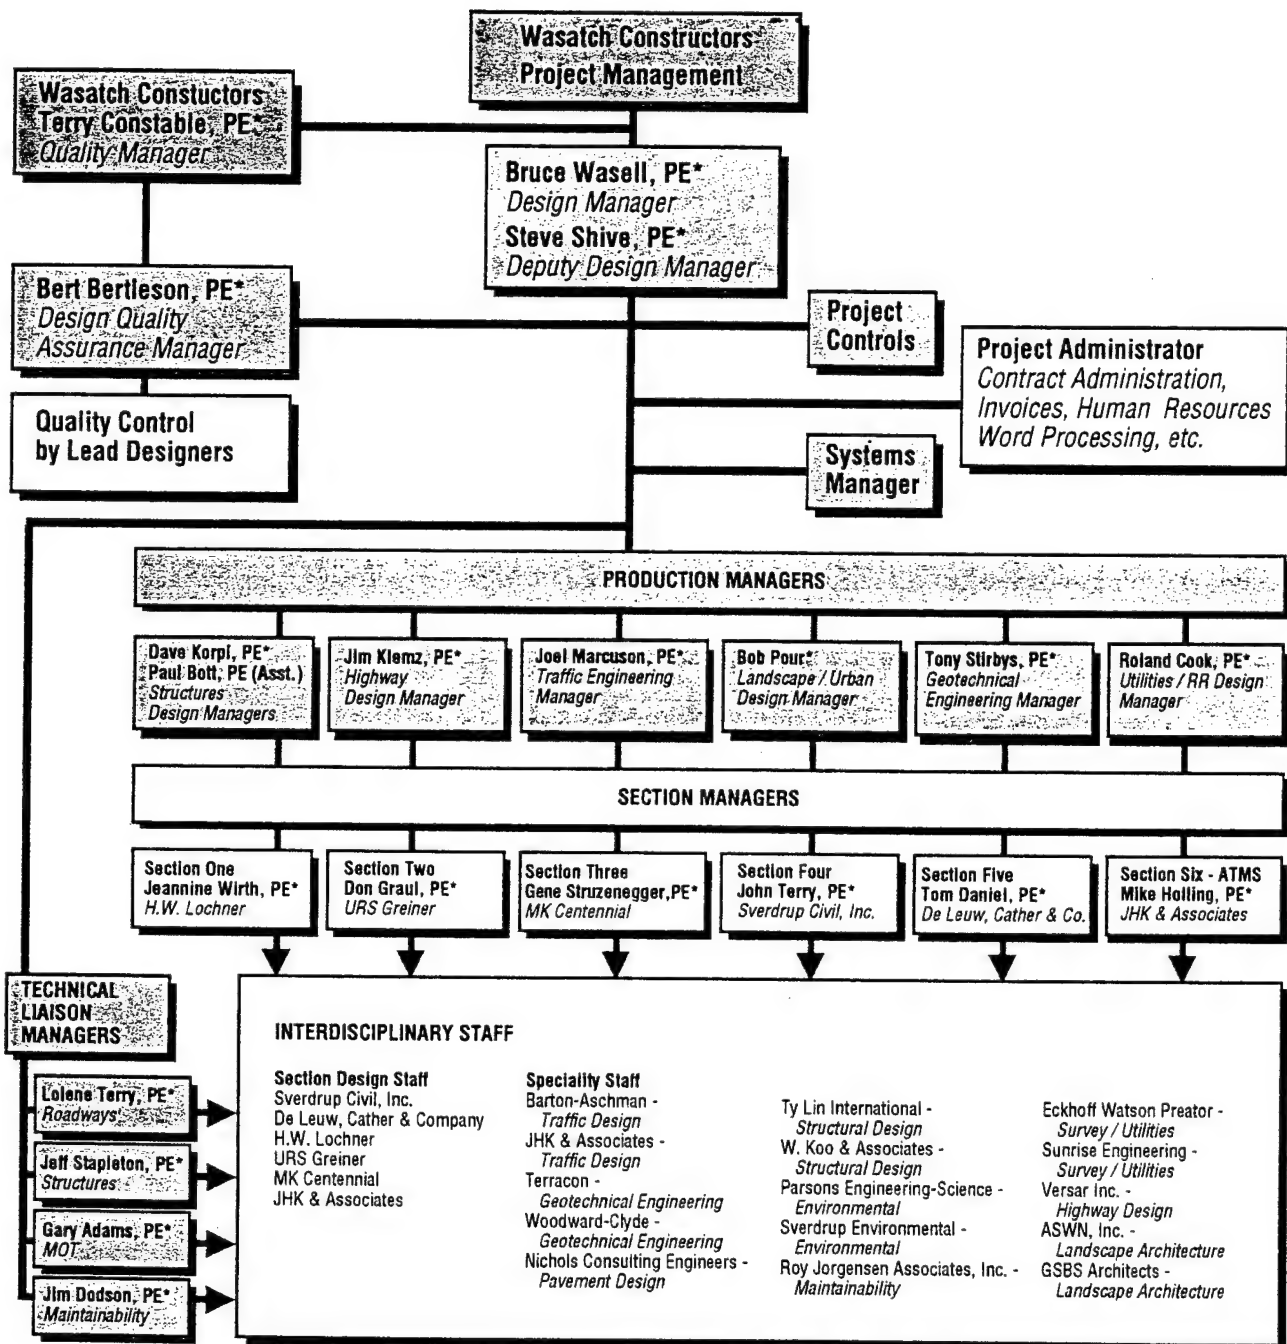 Wasatch Constructors
Project Management
Wasatch Constuctors
Terry Constable, PE*
Quality Manager
Bruce Wasell, PE*
Design Manager
Steve Shive, PE*
Deputy Design Manager
Bert Bertleson, PE*
Design Quality
Assurance Manager
Project
Controls
Project Administrator
Contract Administration,
Invoices, Human Resources
Word Processing, etc.
Quality Control
by Lead Designers
Systems
Manager
PRODUCTION MANAGERS
Dave Korpi, PE*
Paul Bott, PE (Asst.)
Structures
Design Managers
Jim Klemz, PE*
Highway
Design Manager
Joel Marcuson, PE*
Traffic Engineering
Manager
Bob Pour*
Landscape / Urban
Design Manager
Tony Stirbys, PE*
Geotechnical
Engineering Manager
Roland Cook, PE*
Utilities / RR Design
Manager
SECTION MANAGERS
Section One
Jeannine Wirth, PE*
H.W. Lochner
Section Two
Don Graul, PE*
URS Greiner
Section Three
Gene Struzenegger,PE*
MK Centennial
Section Four
John Terry, PE*
Sverdrup Civil, Inc.
Section Five
Tom Daniel, PE*
De Leuw, Cather & Co.
Section Six - ATMS
Mike Holling, PE*
JHK & Associates
TECHNICAL
LIAISON
MANAGERS
Lolene Terry, PE*
Roadways
Jeff Stapleton, PE*
Structures
Gary Adams, PE*
MOT
Jim Dodson, PE*
Maintainability
INTERDISCIPLINARY STAFF
Section Design Staff
Sverdrup Civil, Inc.
De Leuw, Cather & Company
H.W. Lochner
URS Greiner
MK Centennial
JHK & Associates
Speciality Staff
Barton-Aschman -
Traffic Design
JHK & Associates -
Traffic Design
Terracon -
Geotechnical Engineering
Woodward-Clyde -
Geotechnical Engineering
Nichols Consulting Engineers -
Pavement Design
Ty Lin International -
Structural Design
W. Koo & Associates -
Structural Design
Parsons Engineering-Science -
Environmental
Sverdrup Environmental -
Environmental
Roy Jorgensen Associates, Inc. -
Maintainability
Eckhoff Watson Preator -
Survey / Utilities
Sunrise Engineering -
Survey / Utilities
Versar Inc. -
Highway Design
ASWN, Inc. -
Landscape Architecture
GSBS Architects -
Landscape Architecture